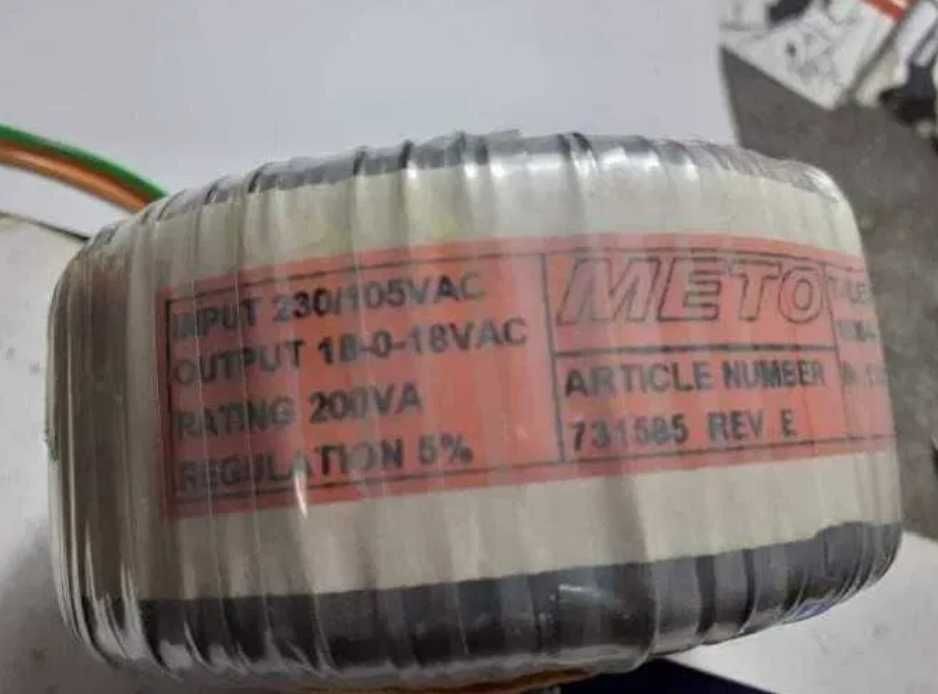 INPUT 230/105VAC
OUTPUT 18-0-18VAC
RATING 200VA
REGULATION 5%
METO
ARTICLE NUMBER
731585 REV E